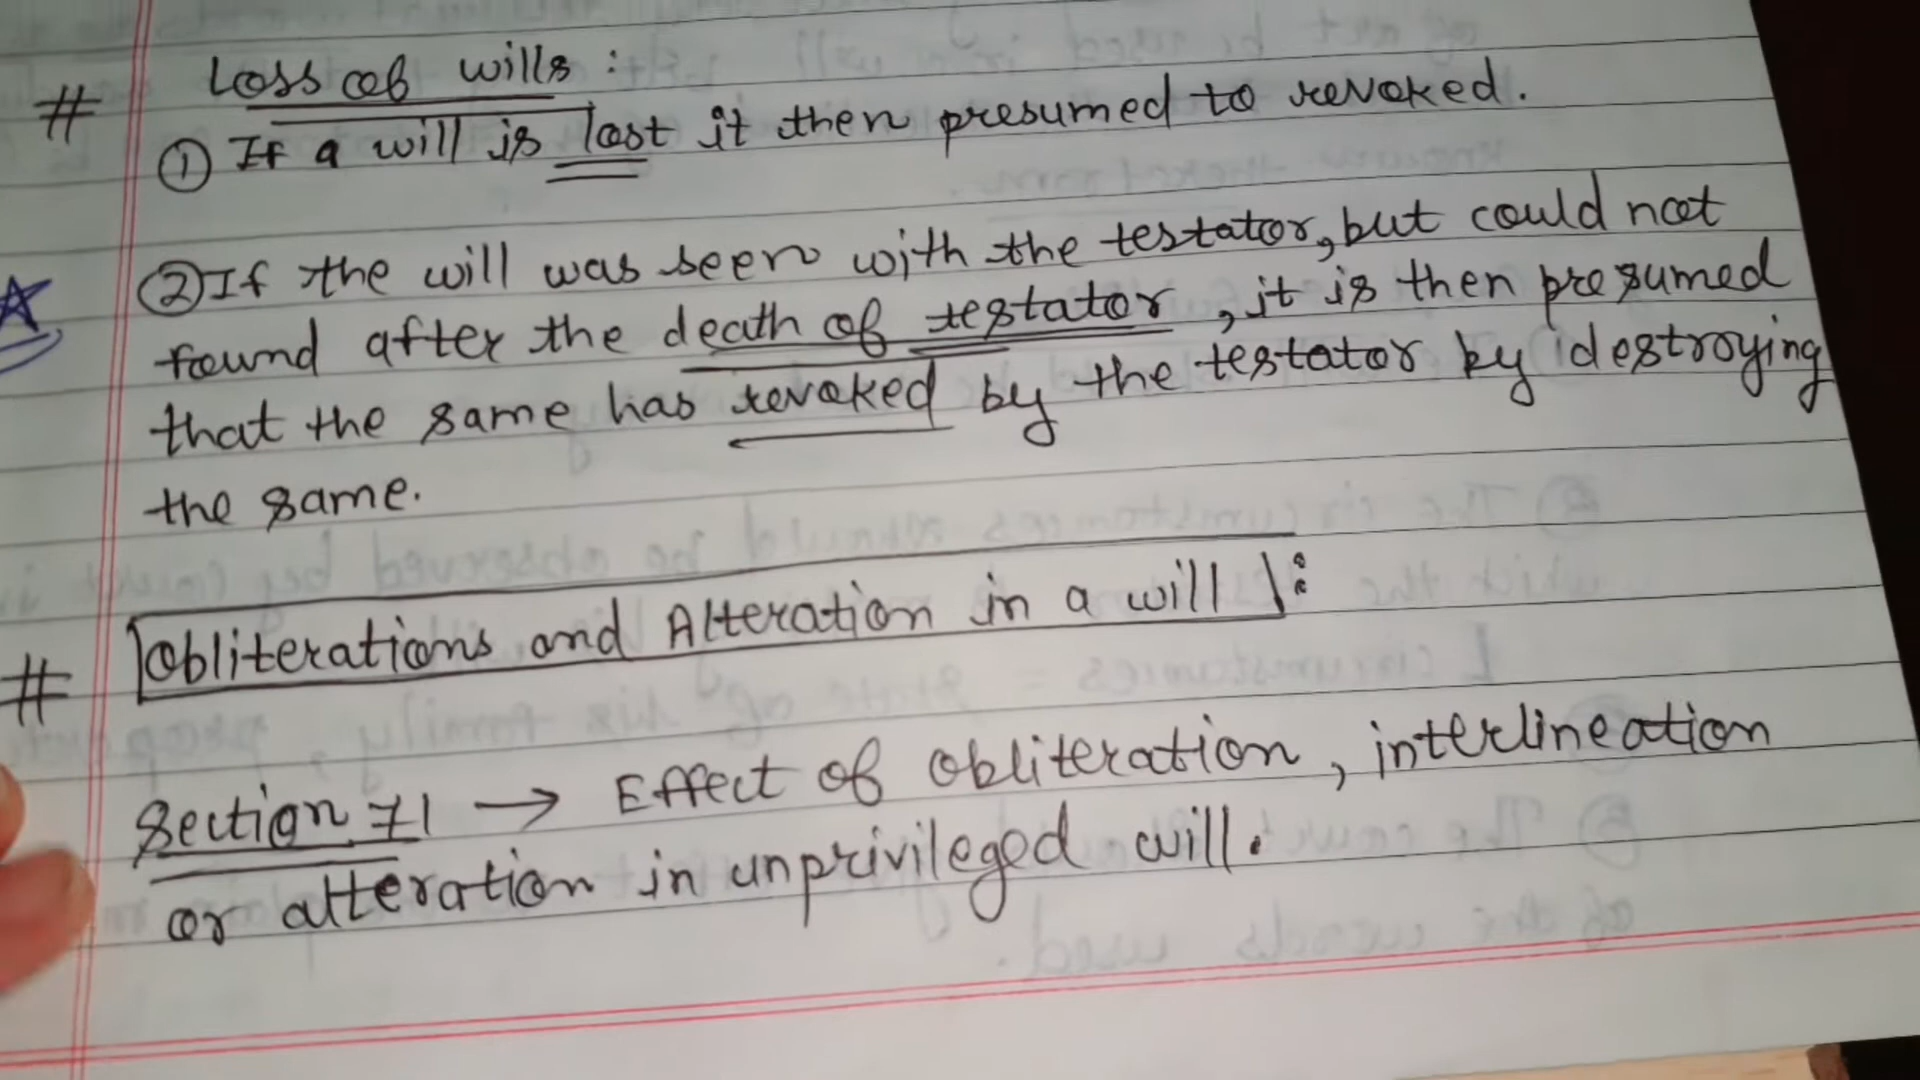 # Loss of wills :
① If a will is lost it then presumed to revoked.
②If the will was seen with the testator, but could not
found after the death of testator, it is then presumed
that the same has revoked by the testator by destroying
the same.
# Obliterations and Alteration in a will :
Section 71 → Effect of obliteration, interlineation
or alteration in unprivileged will.